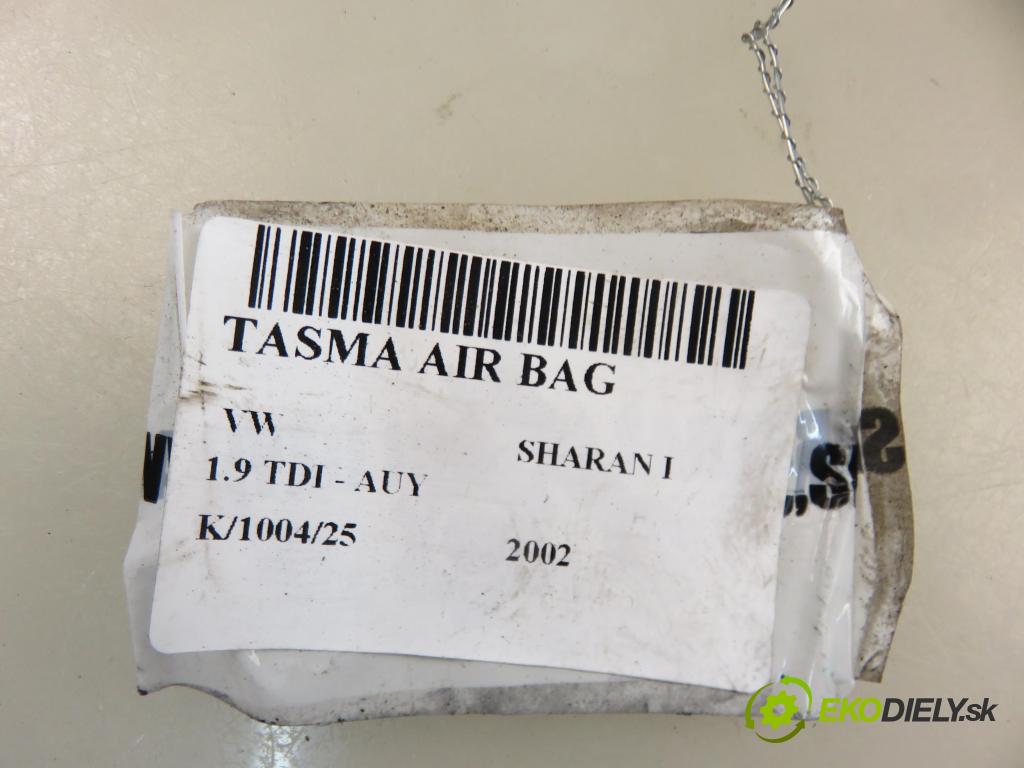 TASMA AIR BAG
VW
SHARAN I
1.9 TDI - AUY
K/1004/25
2002
EKODIELY.sk